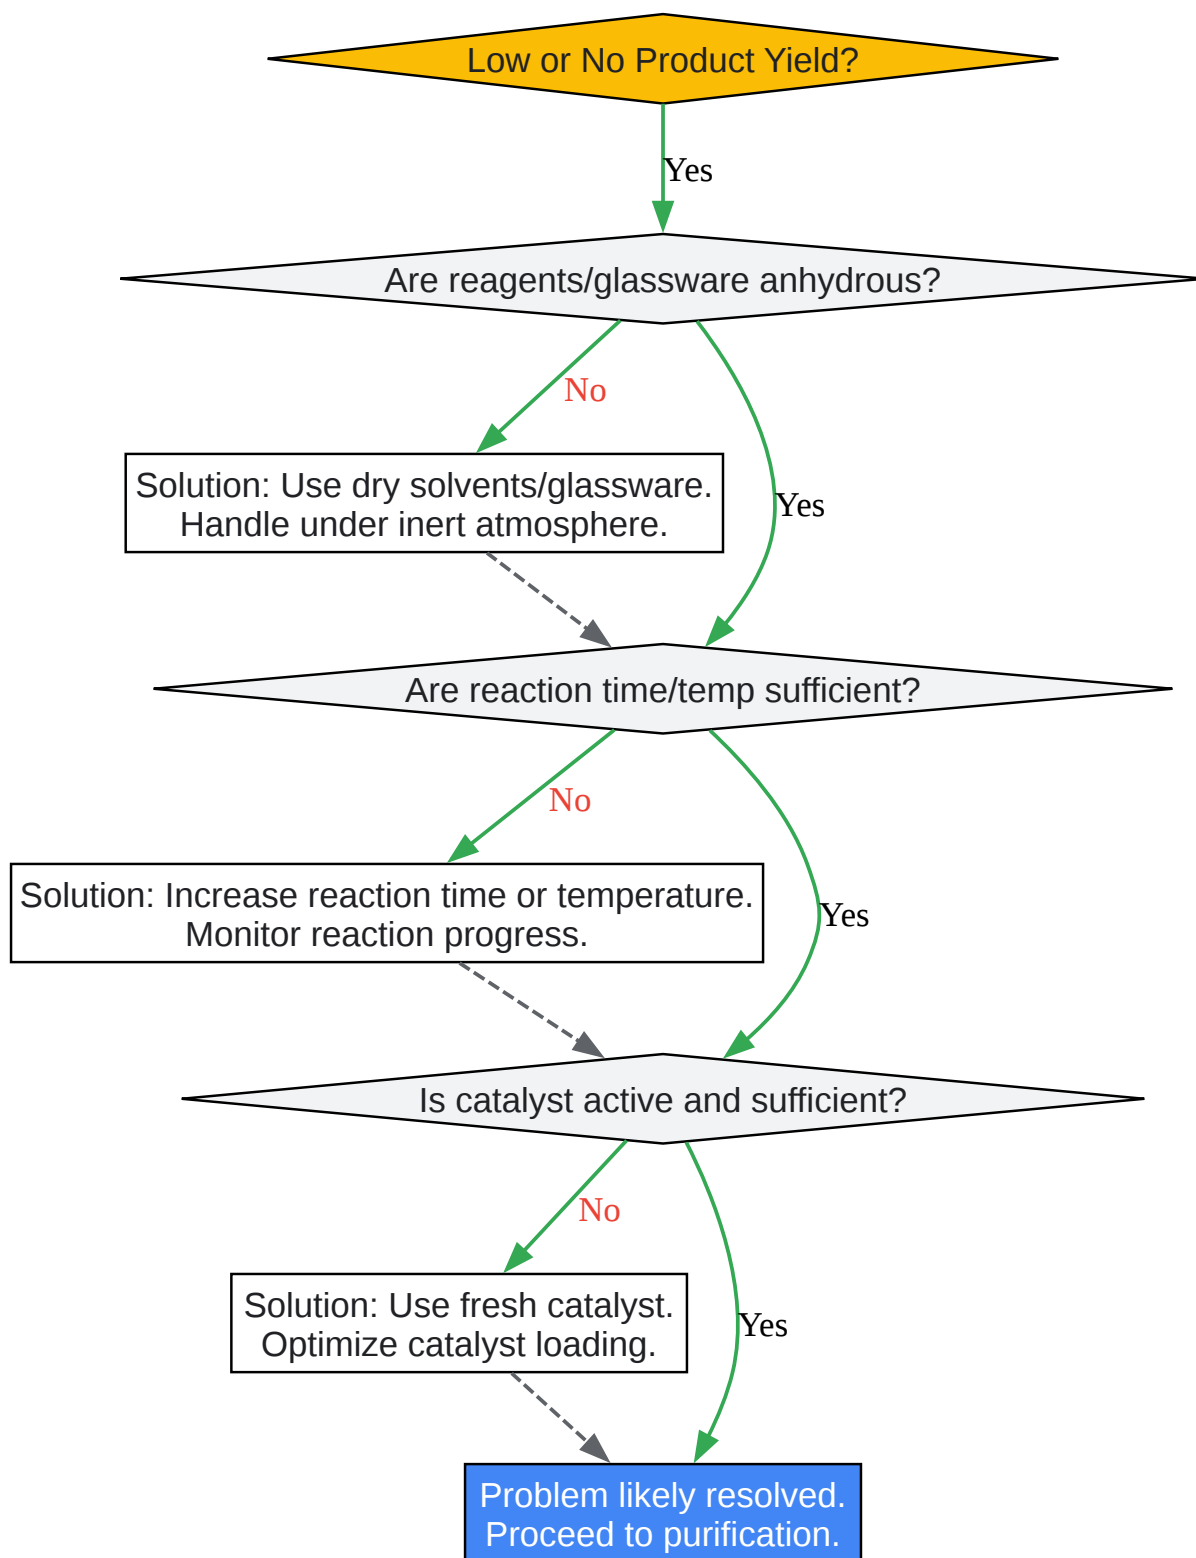 Low or No Product Yield?
Yes
Are reagents/glassware anhydrous?
No
Solution: Use dry solvents/glassware.
Handle under inert atmosphere.
Yes
Are reaction time/temp sufficient?
No
Solution: Increase reaction time or temperature.
Monitor reaction progress.
Yes
Is catalyst active and sufficient?
No
Solution: Use fresh catalyst.
Optimize catalyst loading.
Yes
Problem likely resolved.
Proceed to purification.